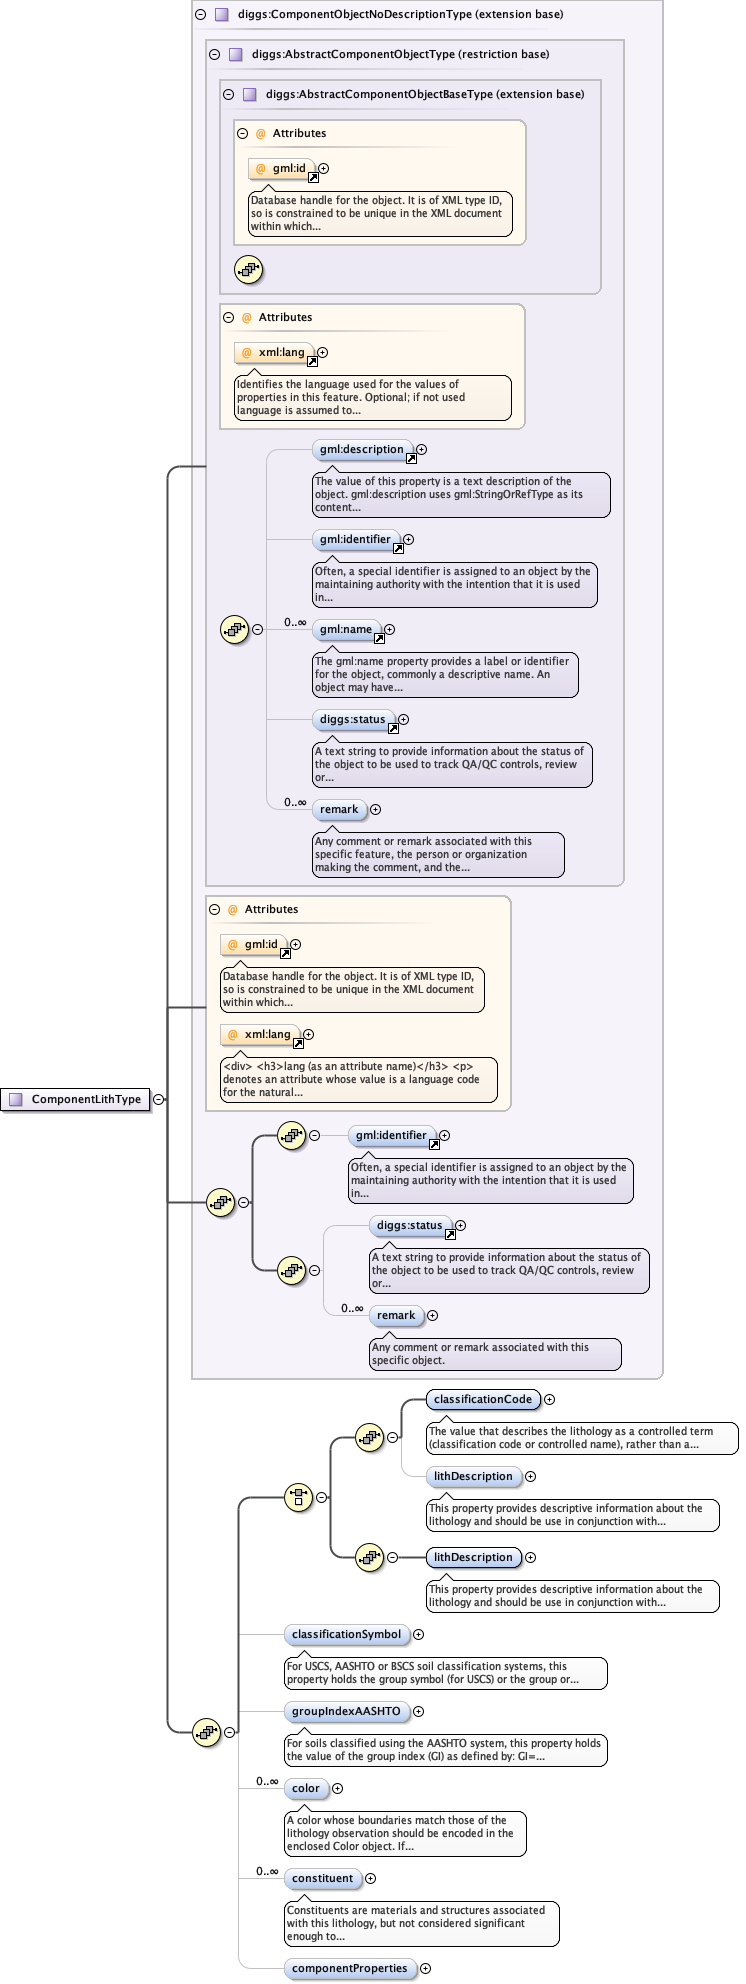 diggs:ComponentObjectNoDescriptionType (extension base)
diggs:AbstractComponentObjectType (restriction base)
diggs:AbstractComponentObjectBaseType (extension base)
@ Attributes
@ gml:id
Database handle for the object. It is of XML type ID,
so is constrained to be unique in the XML document
within which...
@ Attributes
@ xml:lang
Identifies the language used for the values of
properties in this feature. Optional; if not used
language is assumed to...
gml:description
The value of this property is a text description of the
object. gml:description uses gml:StringOrRefType as its
content...
gml:identifier
Often, a special identifier is assigned to an object by the
maintaining authority with the intention that it is used
in...
0..∞
gml:name
The gml:name property provides a label or identifier
for the object, commonly a descriptive name. An
object may have...
diggs:status
A text string to provide information about the status of
the object to be used to track QA/QC controls, review
or...
0..∞
remark
Any comment or remark associated with this
specific feature, the person or organization
making the comment, and the...
@ Attributes
@ gml:id
Database handle for the object. It is of XML type ID,
so is constrained to be unique in the XML document
within which...
@ xml:lang
<div> <h3>lang (as an attribute name)</h3> <p>
denotes an attribute whose value is a language code
for the natural...
ComponentLithType
gml:identifier
Often, a special identifier is assigned to an object by the
maintaining authority with the intention that it is used
in...
diggs:status
A text string to provide information about the status of
the object to be used to track QA/QC controls, review
or...
0..∞
remark
Any comment or remark associated with this
specific object.
classificationCode
The value that describes the lithology as a controlled term
(classification code or controlled name), rather than a...
lithDescription
This property provides descriptive information about the
lithology and should be use in conjunction with...
lithDescription
This property provides descriptive information about the
lithology and should be use in conjunction with...
classificationSymbol
For USCS, AASHTO or BSCS soil classification systems, this
property holds the group symbol (for USCS) or the group or...
groupIndexAASHTO
For soils classified using the AASHTO system, this property holds
the value of the group index (GI) as defined by: GI=...
0..∞
color
A color whose boundaries match those of the
lithology observation should be encoded in the
enclosed Color object. If...
0..∞
constituent
Constituents are materials and structures associated
with this lithology, but not considered significant
enough to...
componentProperties